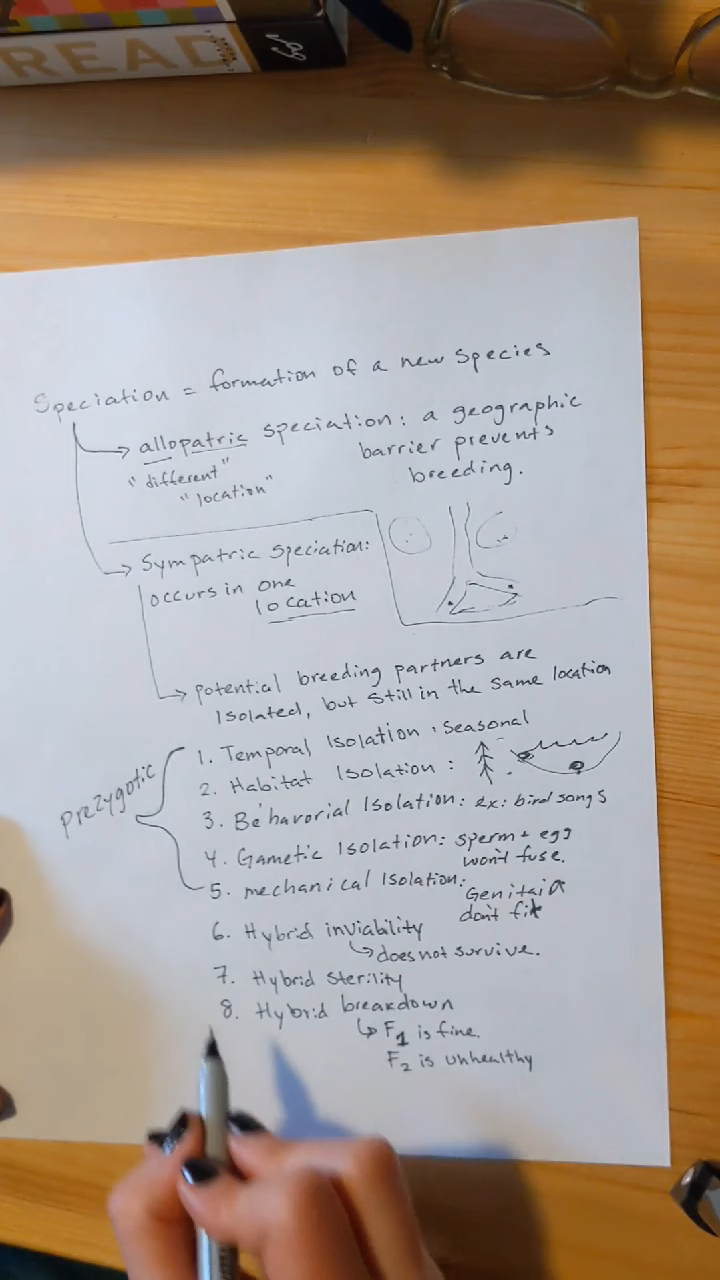 READ
Speciation = formation of a new species
allopatric speciation: a geographic
barrier prevents
breeding.
"different"
"location"
Sympatric speciation:
occurs in one
location
potential breeding partners are
isolated, but still in the same location
prezygotic
1. Temporal Isolation: seasonal
2. Habitat Isolation:
3. Behavorial Isolation: ex: bird songs
4. Gametic Isolation: sperm + egg
won't fuse.
5. mechanical Isolation:
Genitaia
don't fit
6. Hybrid inviability
does not survive.
7. Hybrid sterility
8. Hybrid breakdown
F1 is fine.
F2 is unhealthy